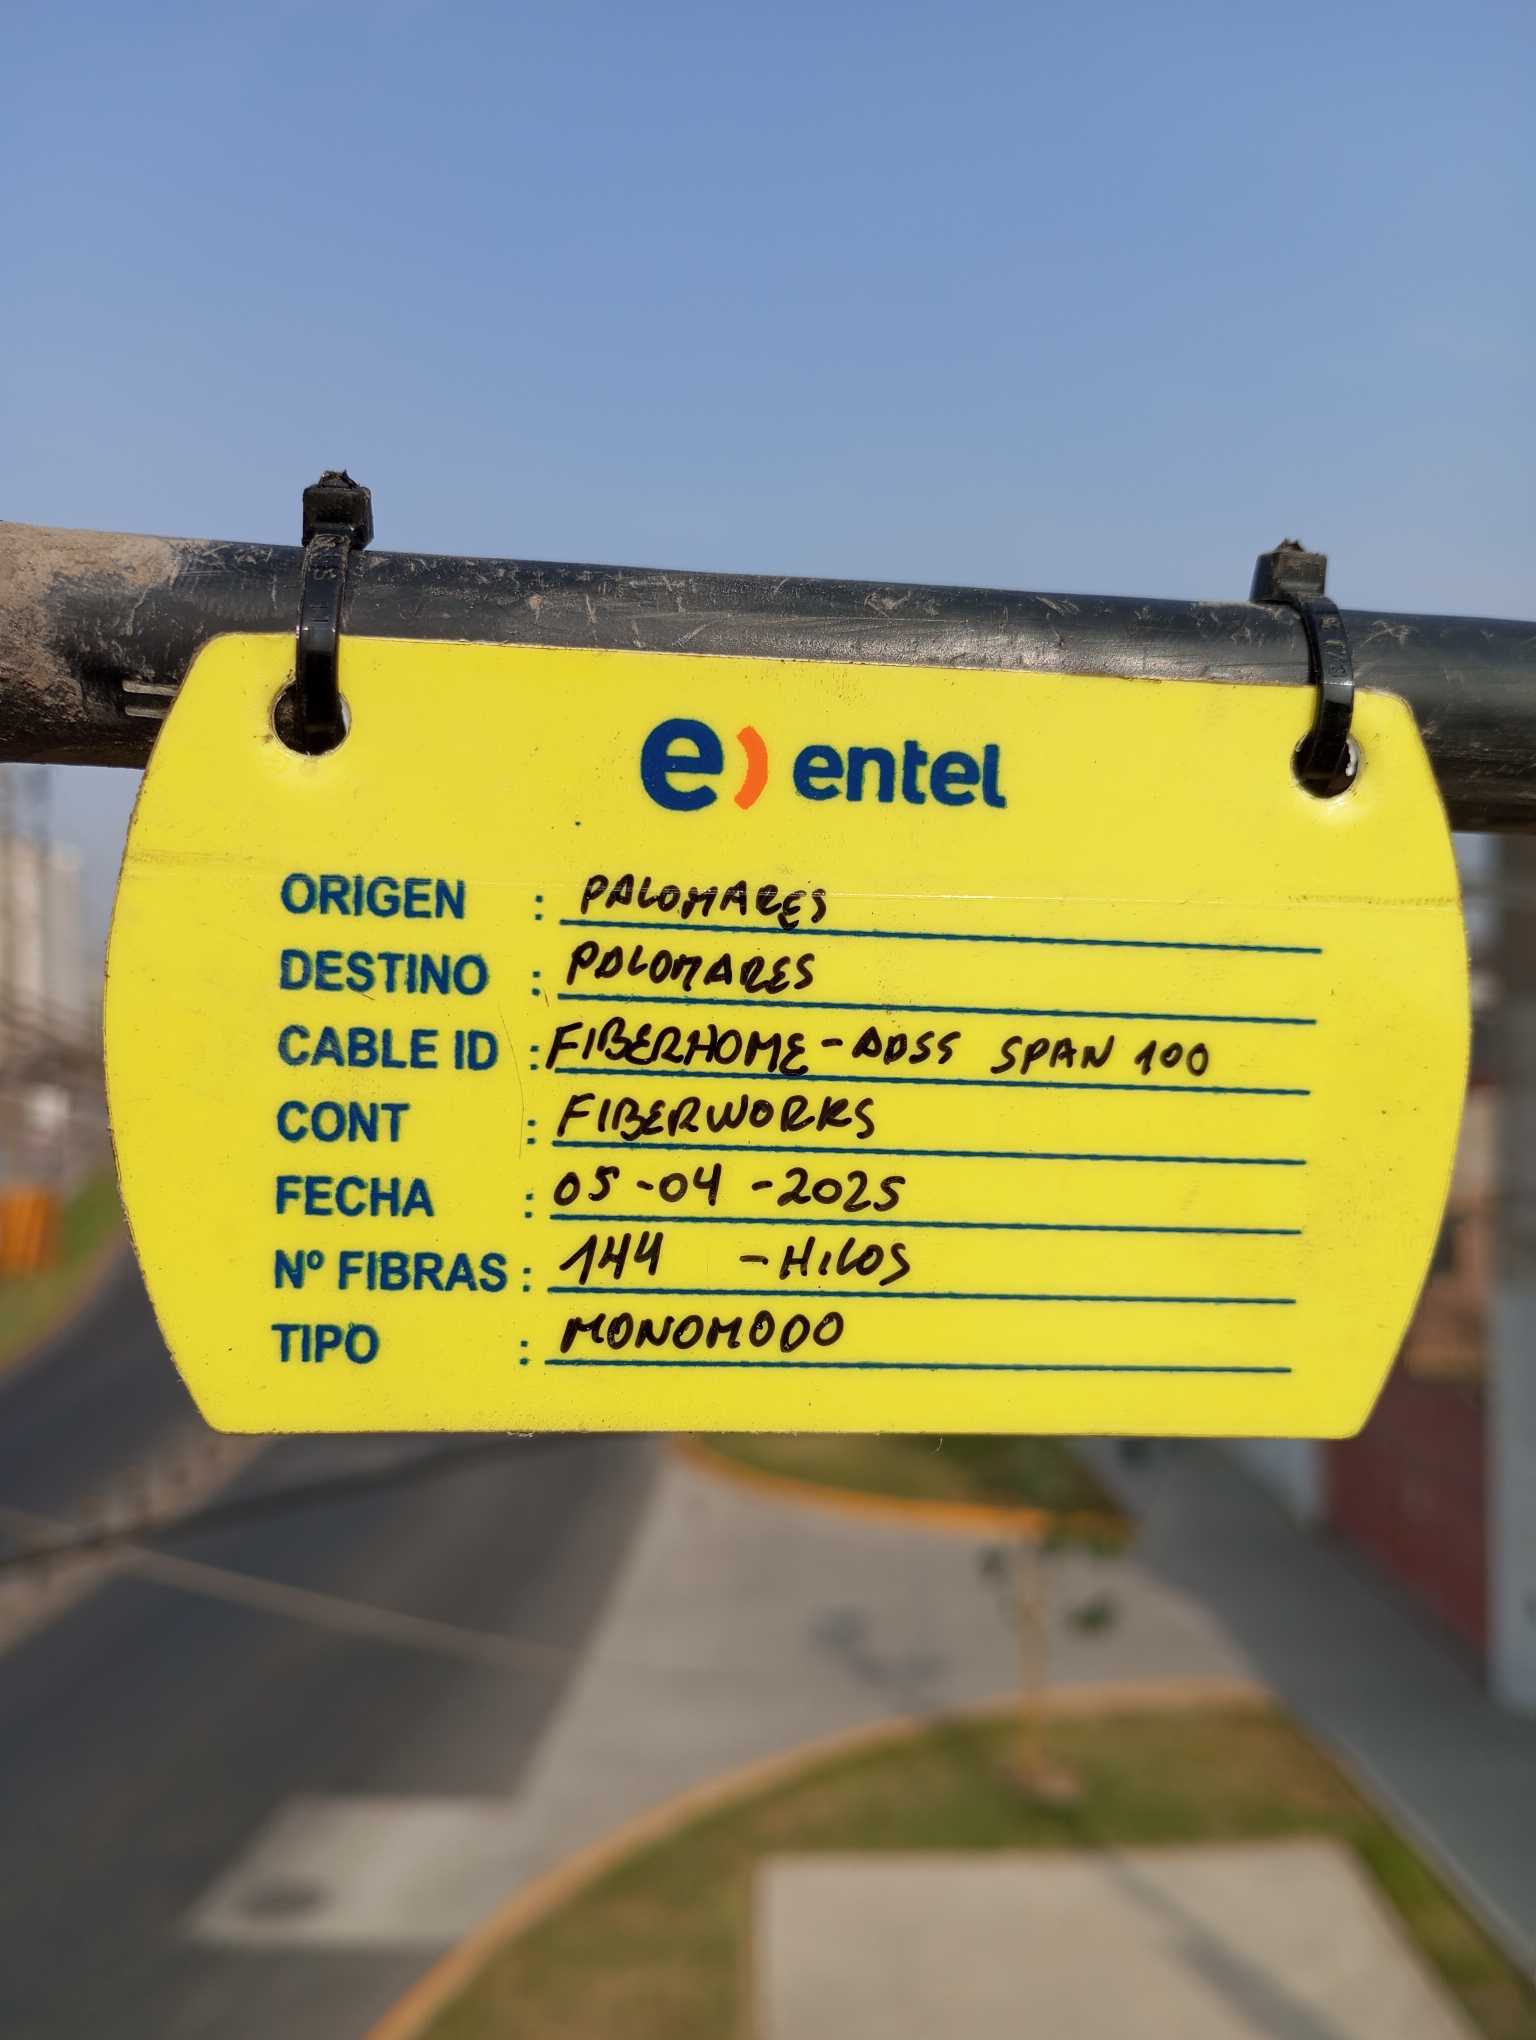 e) entel
ORIGEN : PALOMARES
DESTINO : PALOMARES
CABLE ID : FIBERHOME - ADSS SPAN 100
CONT : FIBERWORKS
FECHA : 05-04-2025
Nº FIBRAS : 144 - HILOS
TIPO : MONOMODO